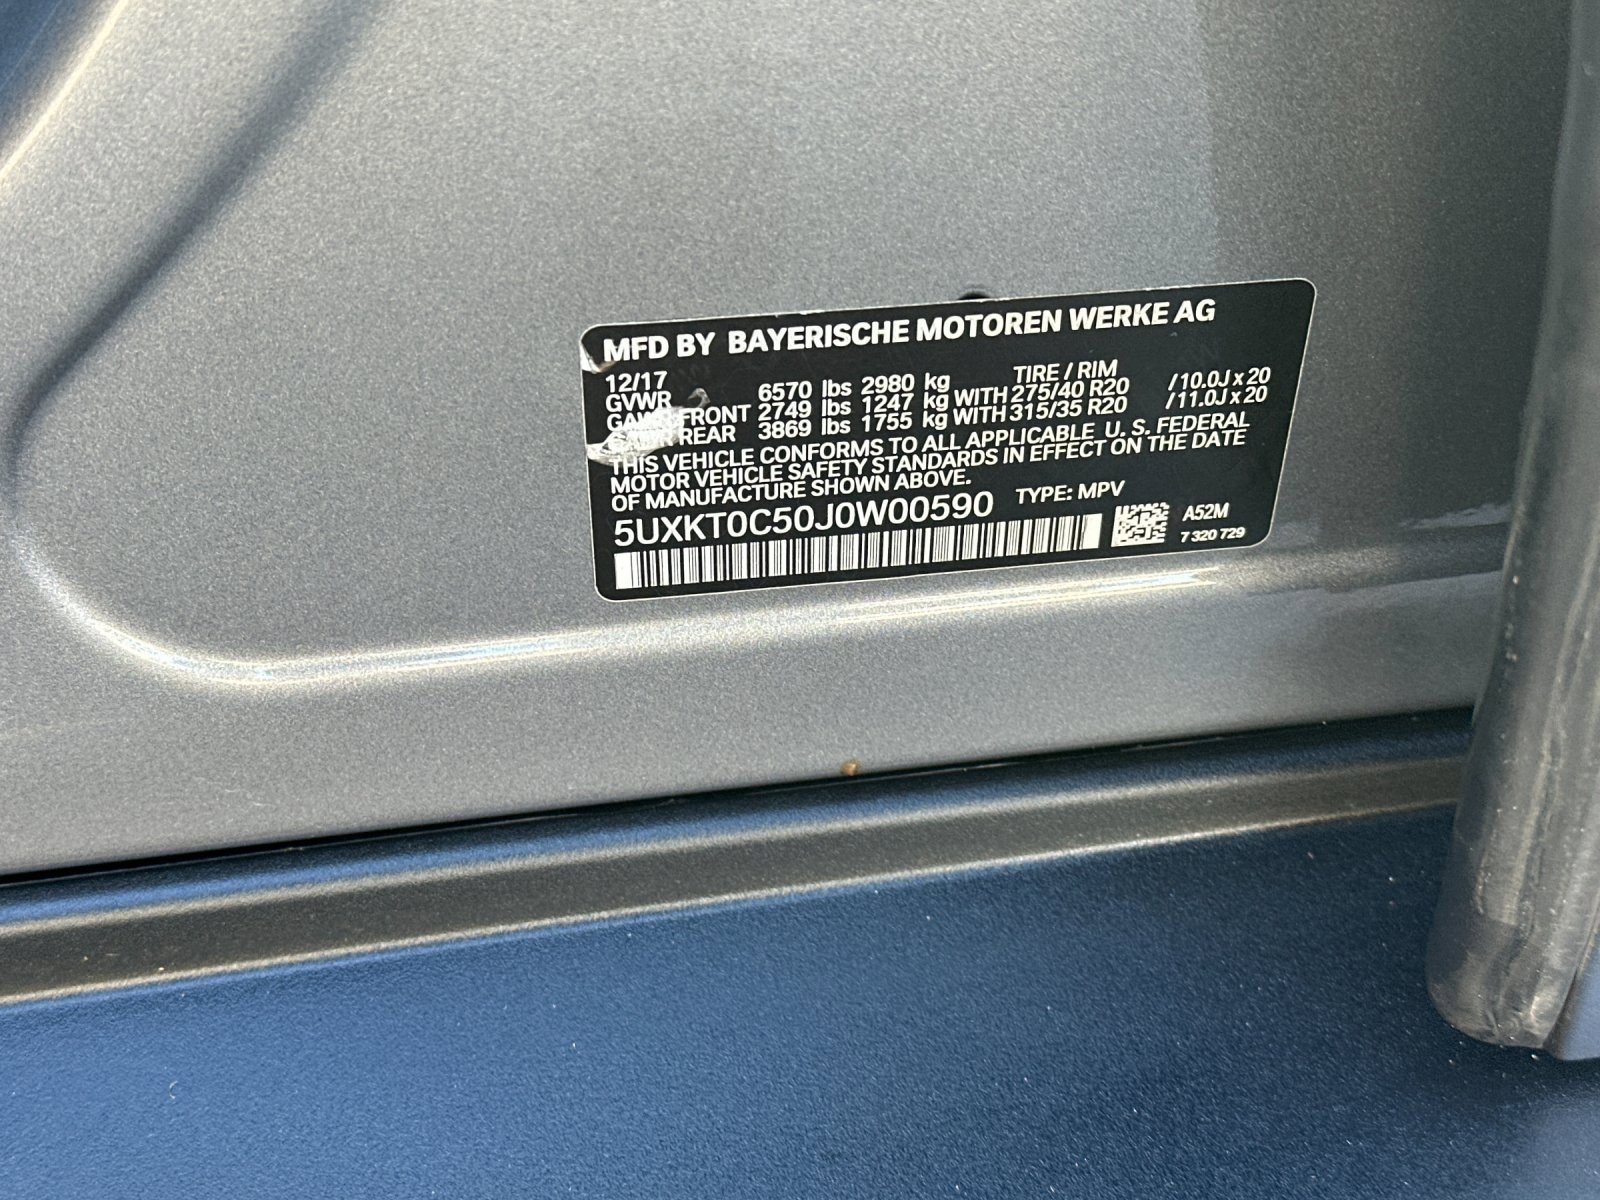 MFD BY BAYERISCHE MOTOREN WERKE AG
12/17 TIRE / RIM
GVWR 6570 lbs 2980 kg
GAWR FRONT 2749 lbs 1247 kg WITH 275/40 R20 / 10.0J x 20
GAWR REAR 3869 lbs 1755 kg WITH 315/35 R20 / 11.0J x 20
THIS VEHICLE CONFORMS TO ALL APPLICABLE U. S. FEDERAL
MOTOR VEHICLE SAFETY STANDARDS IN EFFECT ON THE DATE
OF MANUFACTURE SHOWN ABOVE.
5UXKT0C50J0W00590 TYPE: MPV
A52M
7 320 729